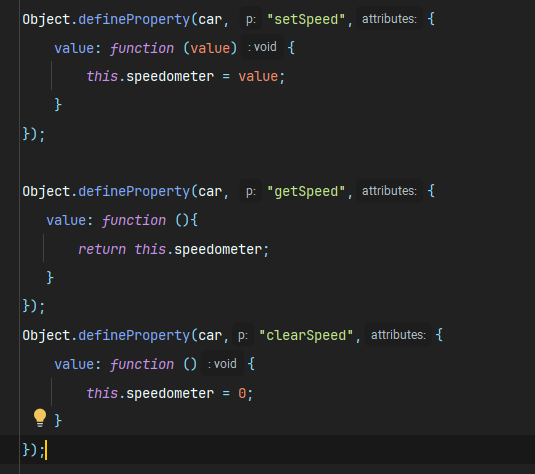 Object.defineProperty(car, p: "setSpeed", attributes: {
    value: function (value) : void {
        this.speedometer = value;
    }
});

Object.defineProperty(car, p: "getSpeed", attributes: {
   value: function (){
       return this.speedometer;
   }
});
Object.defineProperty(car, p: "clearSpeed", attributes: {
    value: function () : void {
        this.speedometer = 0;
    }
});